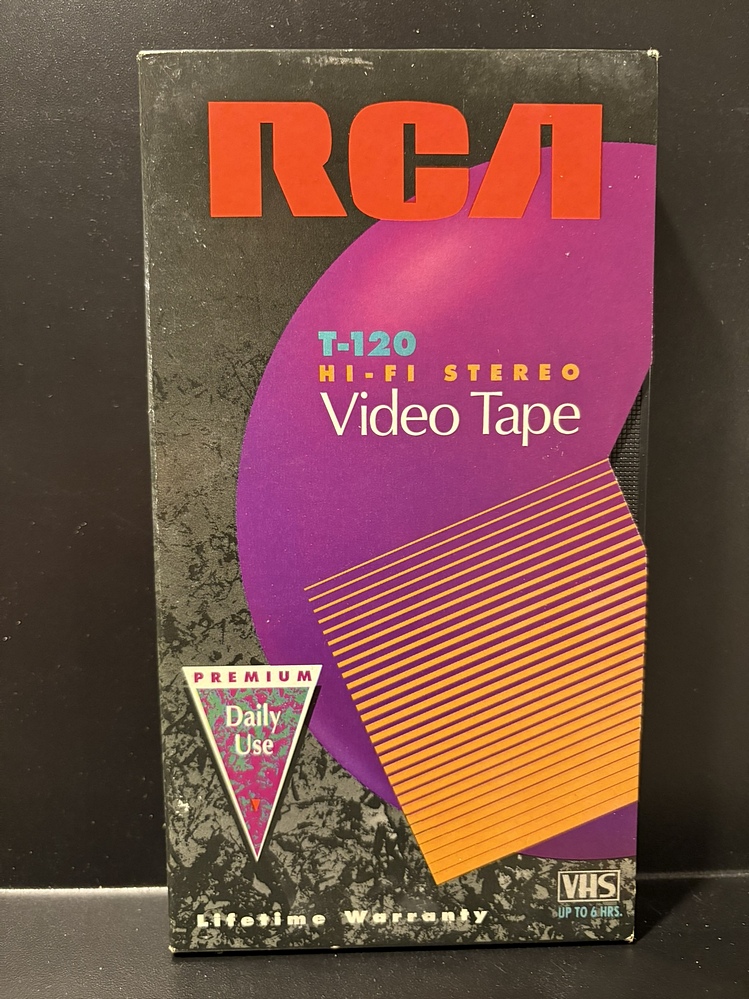 RCA
T-120
HI-FI STEREO
Video Tape
PREMIUM
Daily
Use
Lifetime Warranty
VHS
UP TO 6 HRS.